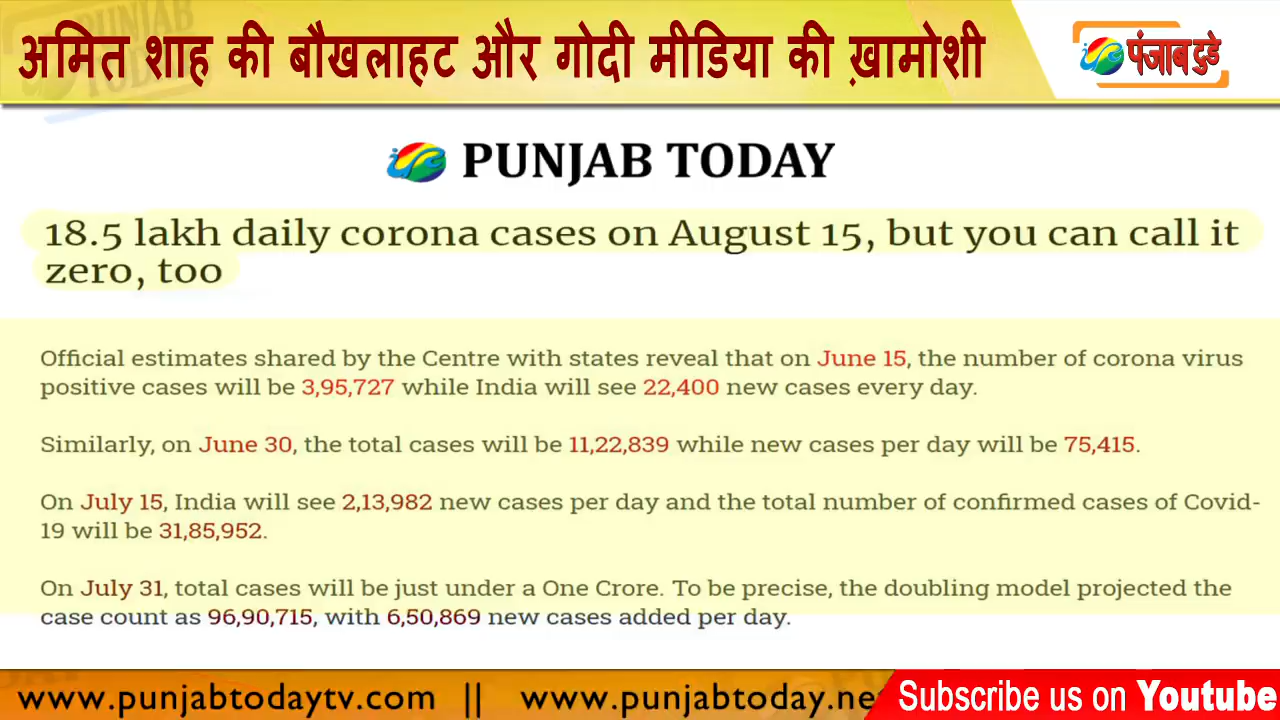 अमित शाह की बौखलाहट और गोदी मीडिया की ख़ामोशी
पंजाब टुडे
PUNJAB TODAY
18.5 lakh daily corona cases on August 15, but you can call it
zero, too
Official estimates shared by the Centre with states reveal that on June 15, the number of corona virus
positive cases will be 3,95,727 while India will see 22,400 new cases every day.
Similarly, on June 30, the total cases will be 11,22,839 while new cases per day will be 75,415.
On July 15, India will see 2,13,982 new cases per day and the total number of confirmed cases of Covid-
19 will be 31,85,952.
On July 31, total cases will be just under a One Crore. To be precise, the doubling model projected the
case count as 96,90,715, with 6,50,869 new cases added per day.
www.punjabtodaytv.com || www.punjabtoday.ne
Subscribe us on Youtube